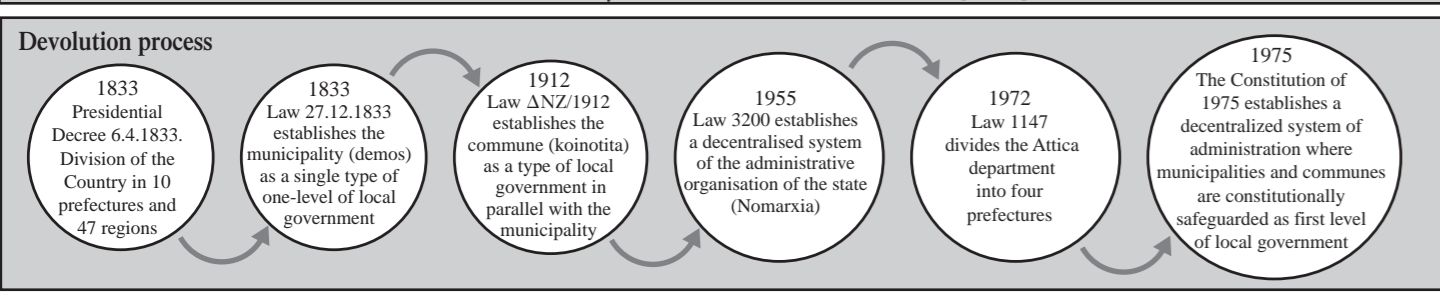 Devolution process
1833
Presidential
Decree 6.4.1833.
Division of the
Country in 10
prefectures and
47 regions
1833
Law 27.12.1833
establishes the
municipality (demos)
as a single type of
one-level of local
government
1912
Law ΔNZ/1912
establishes the
commune (koinotita)
as a type of local
government in
parallel with the
municipality
1955
Law 3200 establishes
a decentralised system
of the administrative
organisation of the state
(Nomarxia)
1972
Law 1147
divides the Attica
department
into four
prefectures
1975
The Constitution of
1975 establishes a
decentralized system of
administration where
municipalities and communes
are constitutionally
safeguarded as first level
of local government